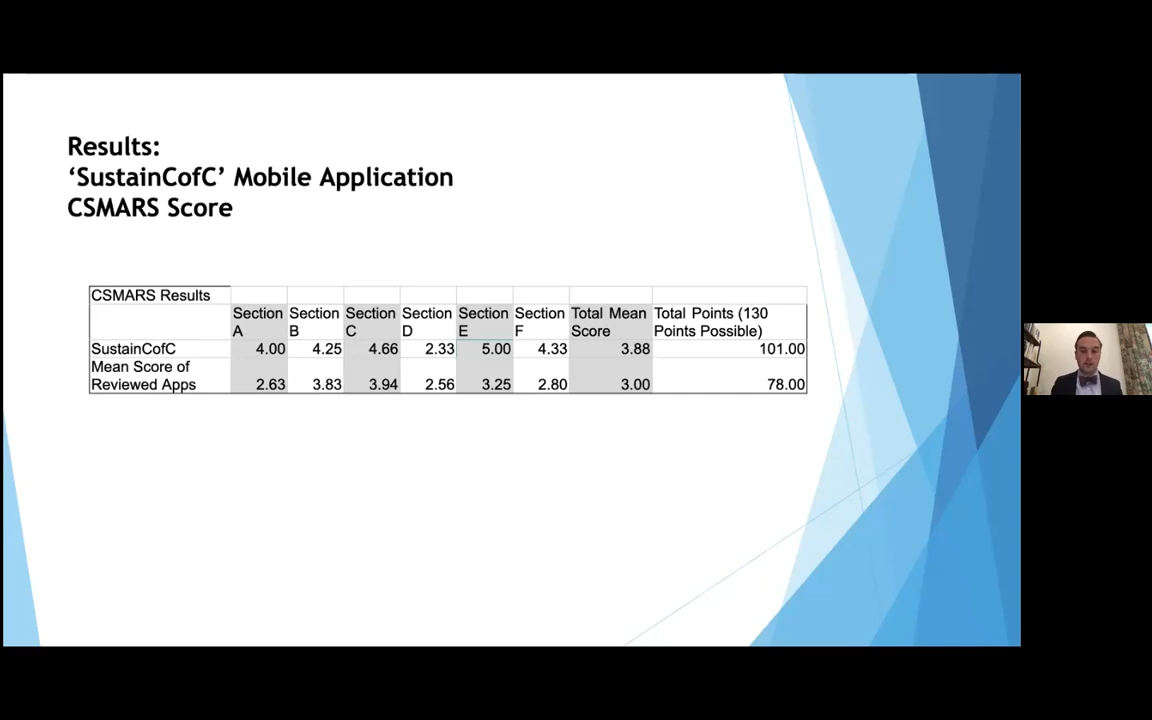 Results:
‘SustainCofC’ Mobile Application
CSMARS Score
CSMARS Results
Section A Section B Section C Section D Section E Section F Total Mean Score Total Points (130 Points Possible)
SustainCofC 4.00 4.25 4.66 2.33 5.00 4.33 3.88 101.00
Mean Score of Reviewed Apps 2.63 3.83 3.94 2.56 3.25 2.80 3.00 78.00